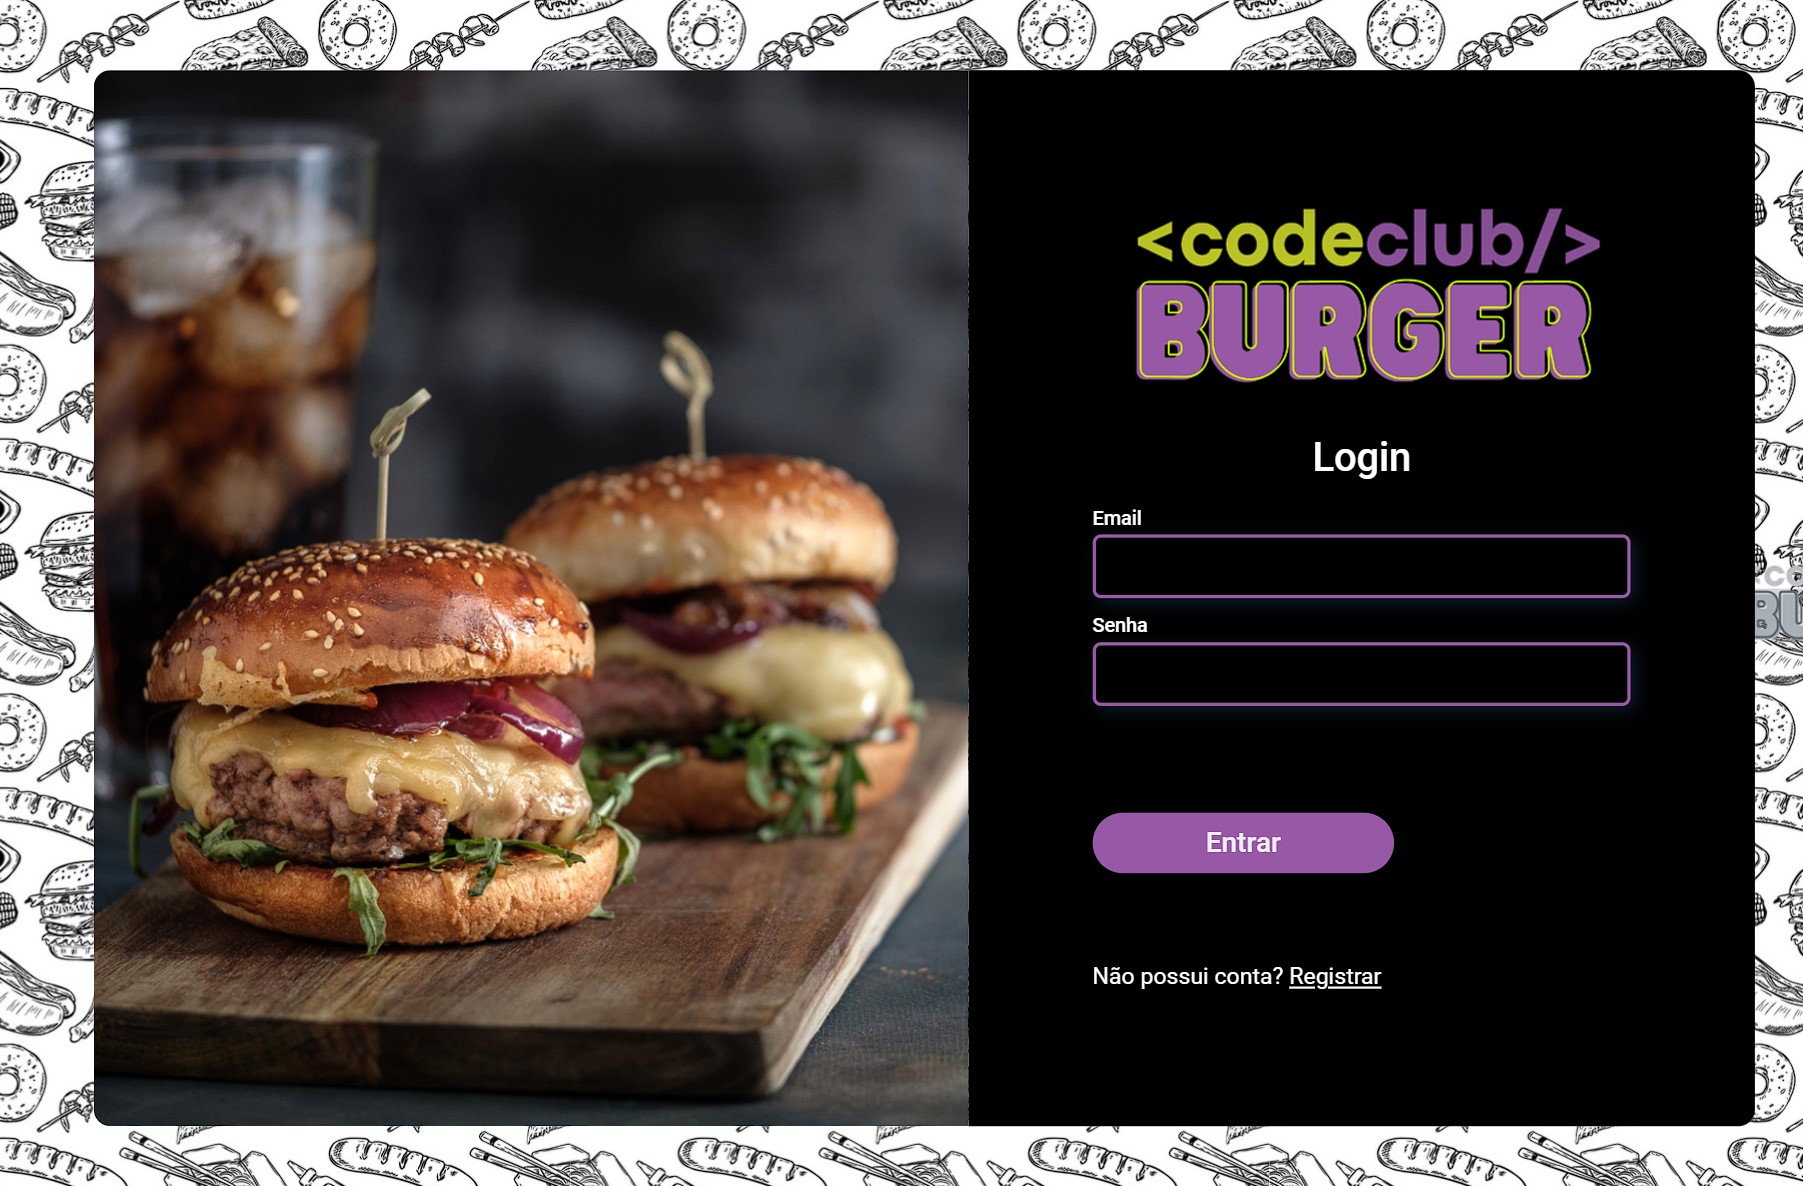 <codeclub/>
BURGER
Login
Email
Senha
Entrar
Não possui conta? Registrar